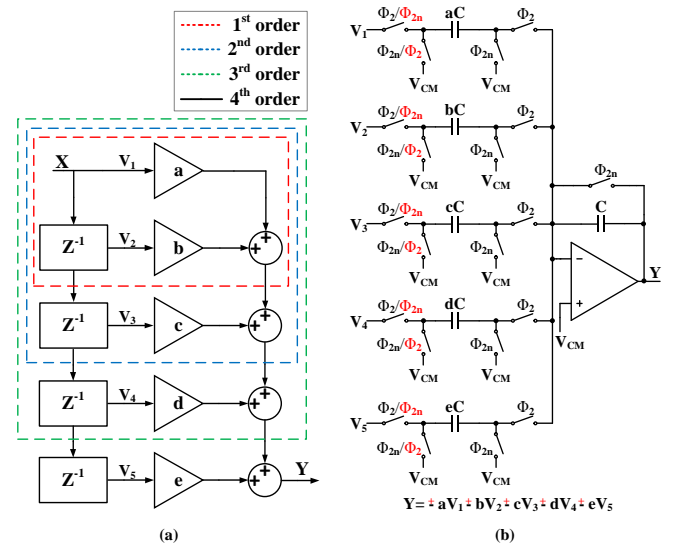 1st order
2nd order
3rd order
4th order
X
V1
a
Z-1
V2
b
Z-1
V3
c
Z-1
V4
d
Z-1
V5
e
Y
(a)
V1
Φ2/Φ2n
aC
Φ2
Φ2n/Φ2
Φ2n
VCM
VCM
V2
Φ2/Φ2n
bC
Φ2
Φ2n/Φ2
Φ2n
VCM
VCM
V3
Φ2/Φ2n
cC
Φ2
Φ2n/Φ2
Φ2n
VCM
VCM
V4
Φ2/Φ2n
dC
Φ2
Φ2n/Φ2
Φ2n
VCM
VCM
V5
Φ2/Φ2n
eC
Φ2
Φ2n/Φ2
Φ2n
VCM
VCM
Φ2n
C
Y
VCM
Y= ± aV1 ± bV2 ± cV3 ± dV4 ± eV5
(b)